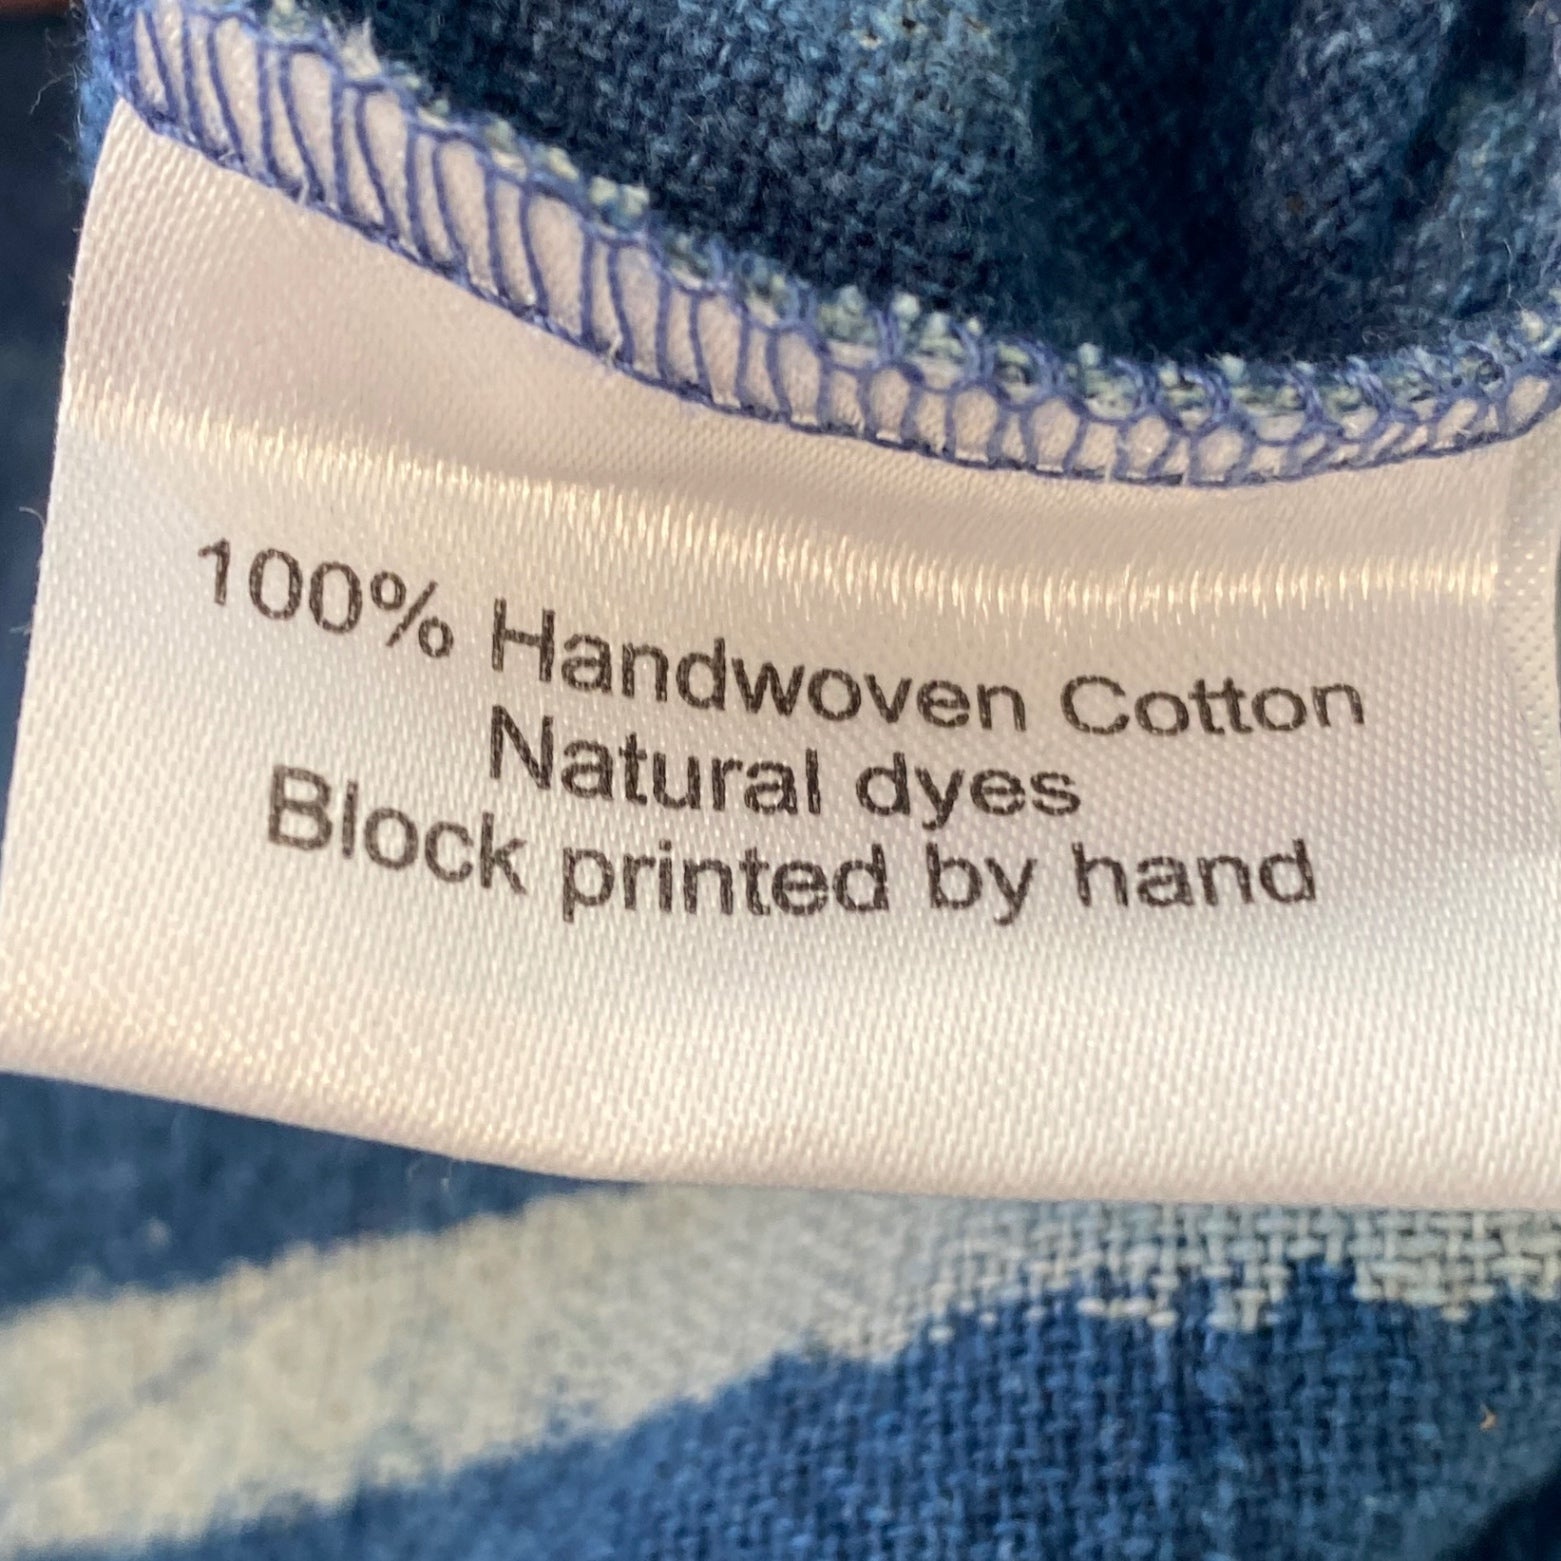 100% Handwoven Cotton
Natural dyes
Block printed by hand